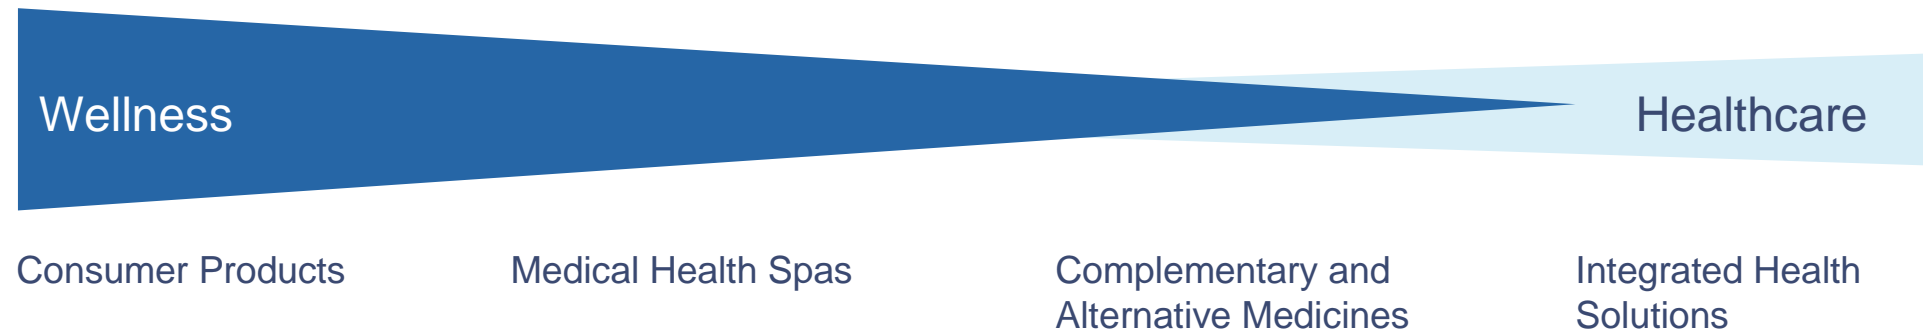 Wellness
Healthcare
Consumer Products
Medical Health Spas
Complementary and
Alternative Medicines
Integrated Health
Solutions